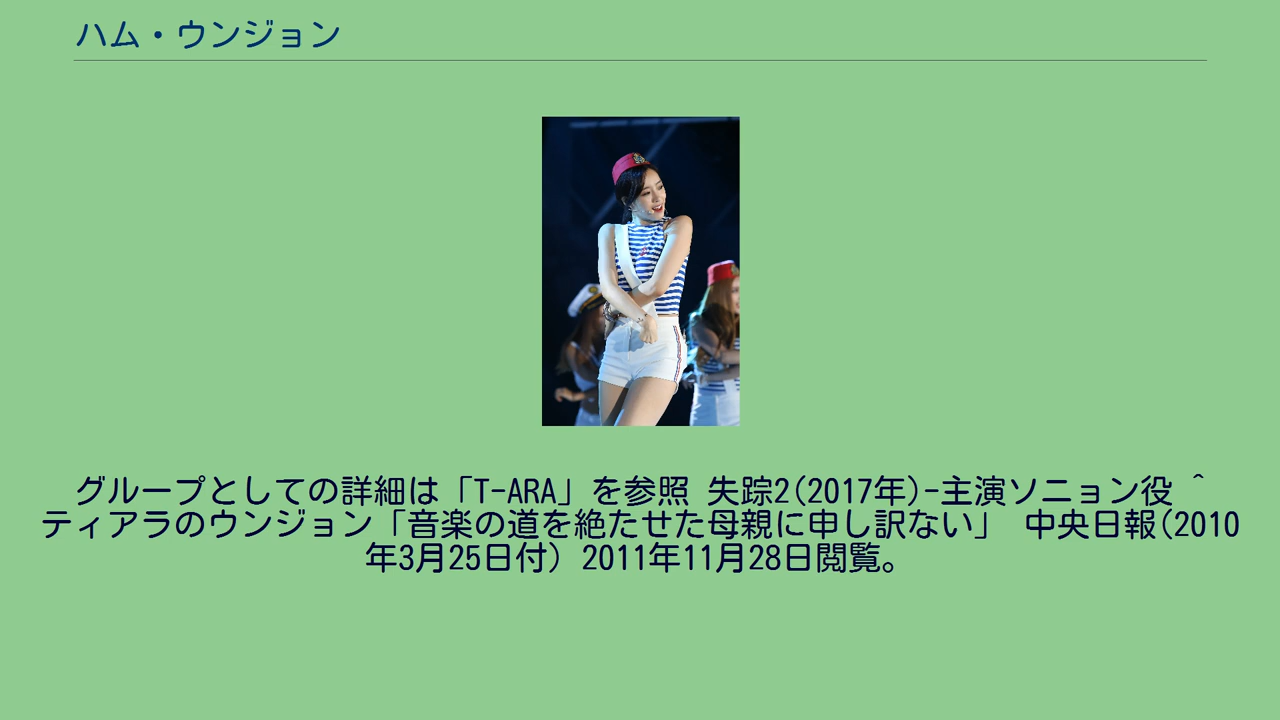 ハム・ウンジョン
グループとしての詳細は「T-ARA」を参照 失踪2(2017年)-主演ソニョン役 ^
ティアラのウンジョン「音楽の道を絶たせた母親に申し訳ない」 中央日報(2010
年3月25日付) 2011年11月28日閲覧。